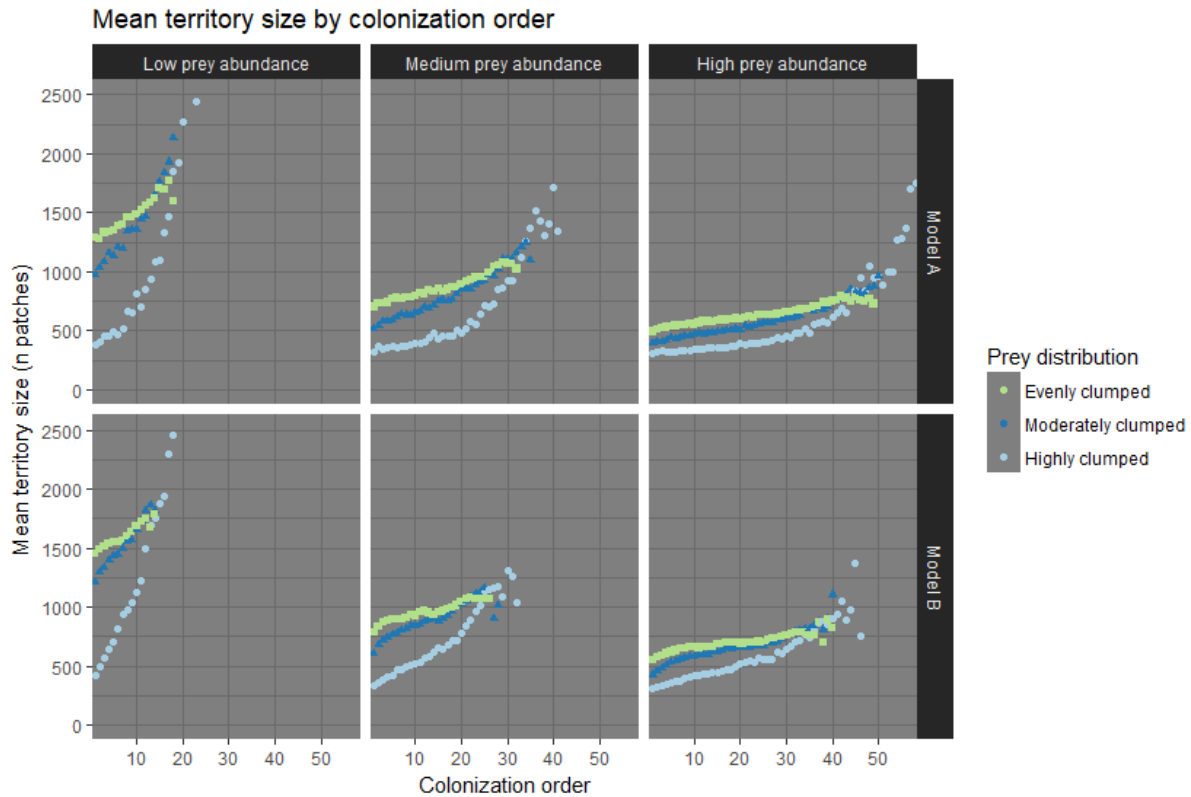 Mean territory size by colonization order
Low prey abundance
Medium prey abundance
High prey abundance
2500
2000
1500
1000
500
0
Model A
2500
2000
1500
1000
500
0
Model B
10 20 30 40 50
10 20 30 40 50
10 20 30 40 50
Mean territory size (n patches)
Colonization order
Prey distribution
Evenly clumped
Moderately clumped
Highly clumped